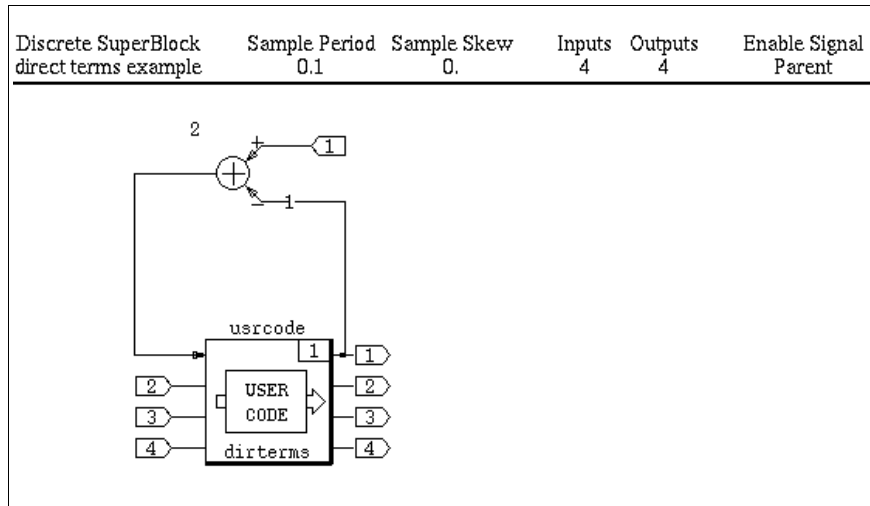 Discrete SuperBlock Sample Period Sample Skew Inputs Outputs Enable Signal
direct terms example 0.1 0. 4 4 Parent
2
+
1
− 1
usrcode
1 1
2 USER 2
3 CODE 3
4 dirterms 4